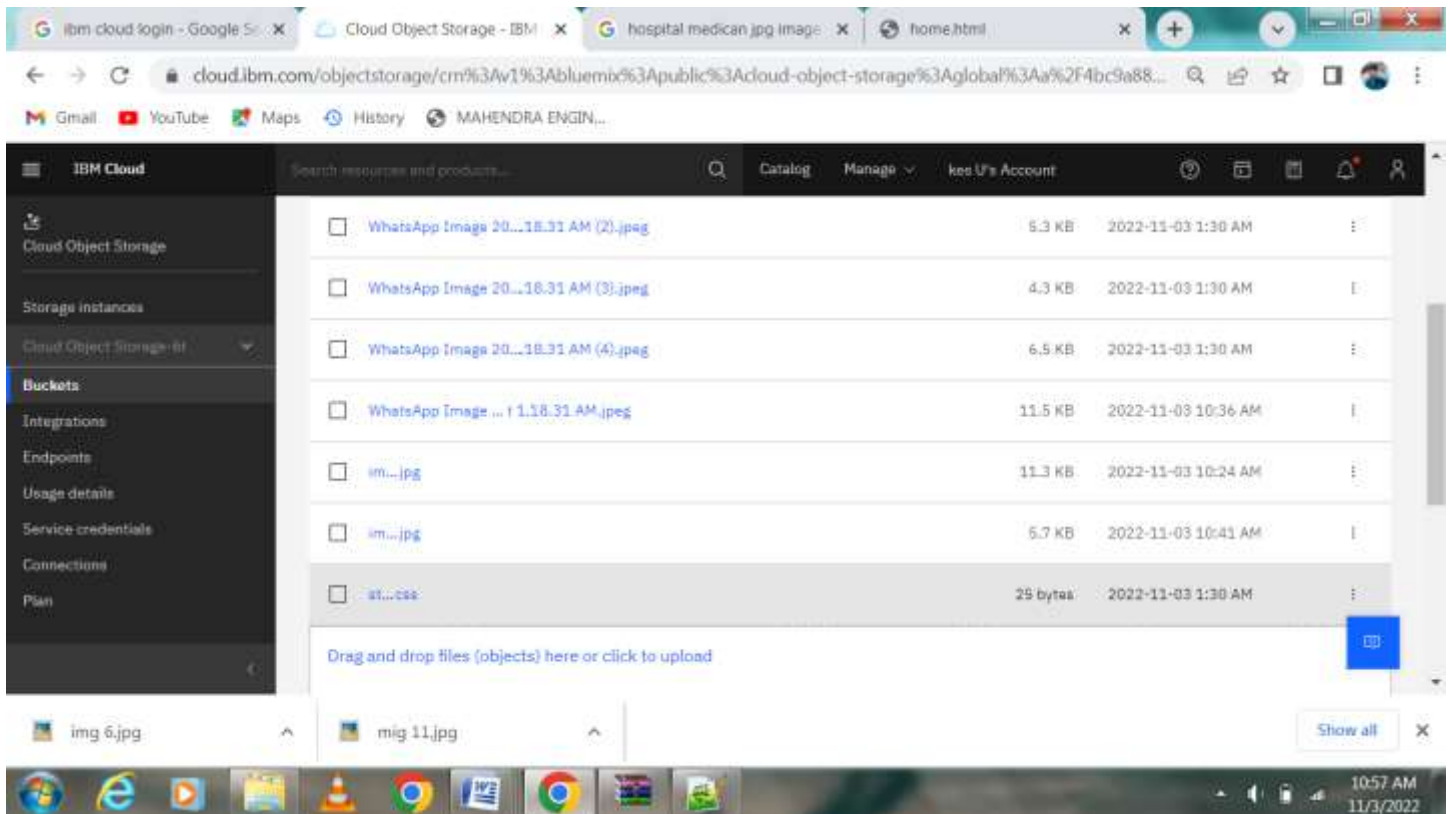 ibm cloud login - Google Se
Cloud Object Storage - IBM
hospital medican jpg image
home.html
cloud.ibm.com/objectstorage/crn%3Av1%3Abluemix%3Apublic%3Acloud-object-storage%3Aglobal%3Aa%2F4bc9a88...
Gmail YouTube Maps History MAHENDRA ENGIN...
IBM Cloud
Search resources and products...
Catalog Manage kes U's Account
Cloud Object Storage
Storage instances
Cloud Object Storage-6t
Buckets
Integrations
Endpoints
Usage details
Service credentials
Connections
Plan
WhatsApp Image 20...18.31 AM (2).jpeg 5.3 KB 2022-11-03 1:30 AM
WhatsApp Image 20...18.31 AM (3).jpeg 4.3 KB 2022-11-03 1:30 AM
WhatsApp Image 20...18.31 AM (4).jpeg 6.5 KB 2022-11-03 1:30 AM
WhatsApp Image ... t 1.18.31 AM.jpeg 11.5 KB 2022-11-03 10:36 AM
im...jpg 11.3 KB 2022-11-03 10:24 AM
im...jpg 5.7 KB 2022-11-03 10:41 AM
st...css 25 bytes 2022-11-03 1:30 AM
Drag and drop files (objects) here or click to upload
img 6.jpg
mig 11.jpg
Show all
10:57 AM
11/3/2022